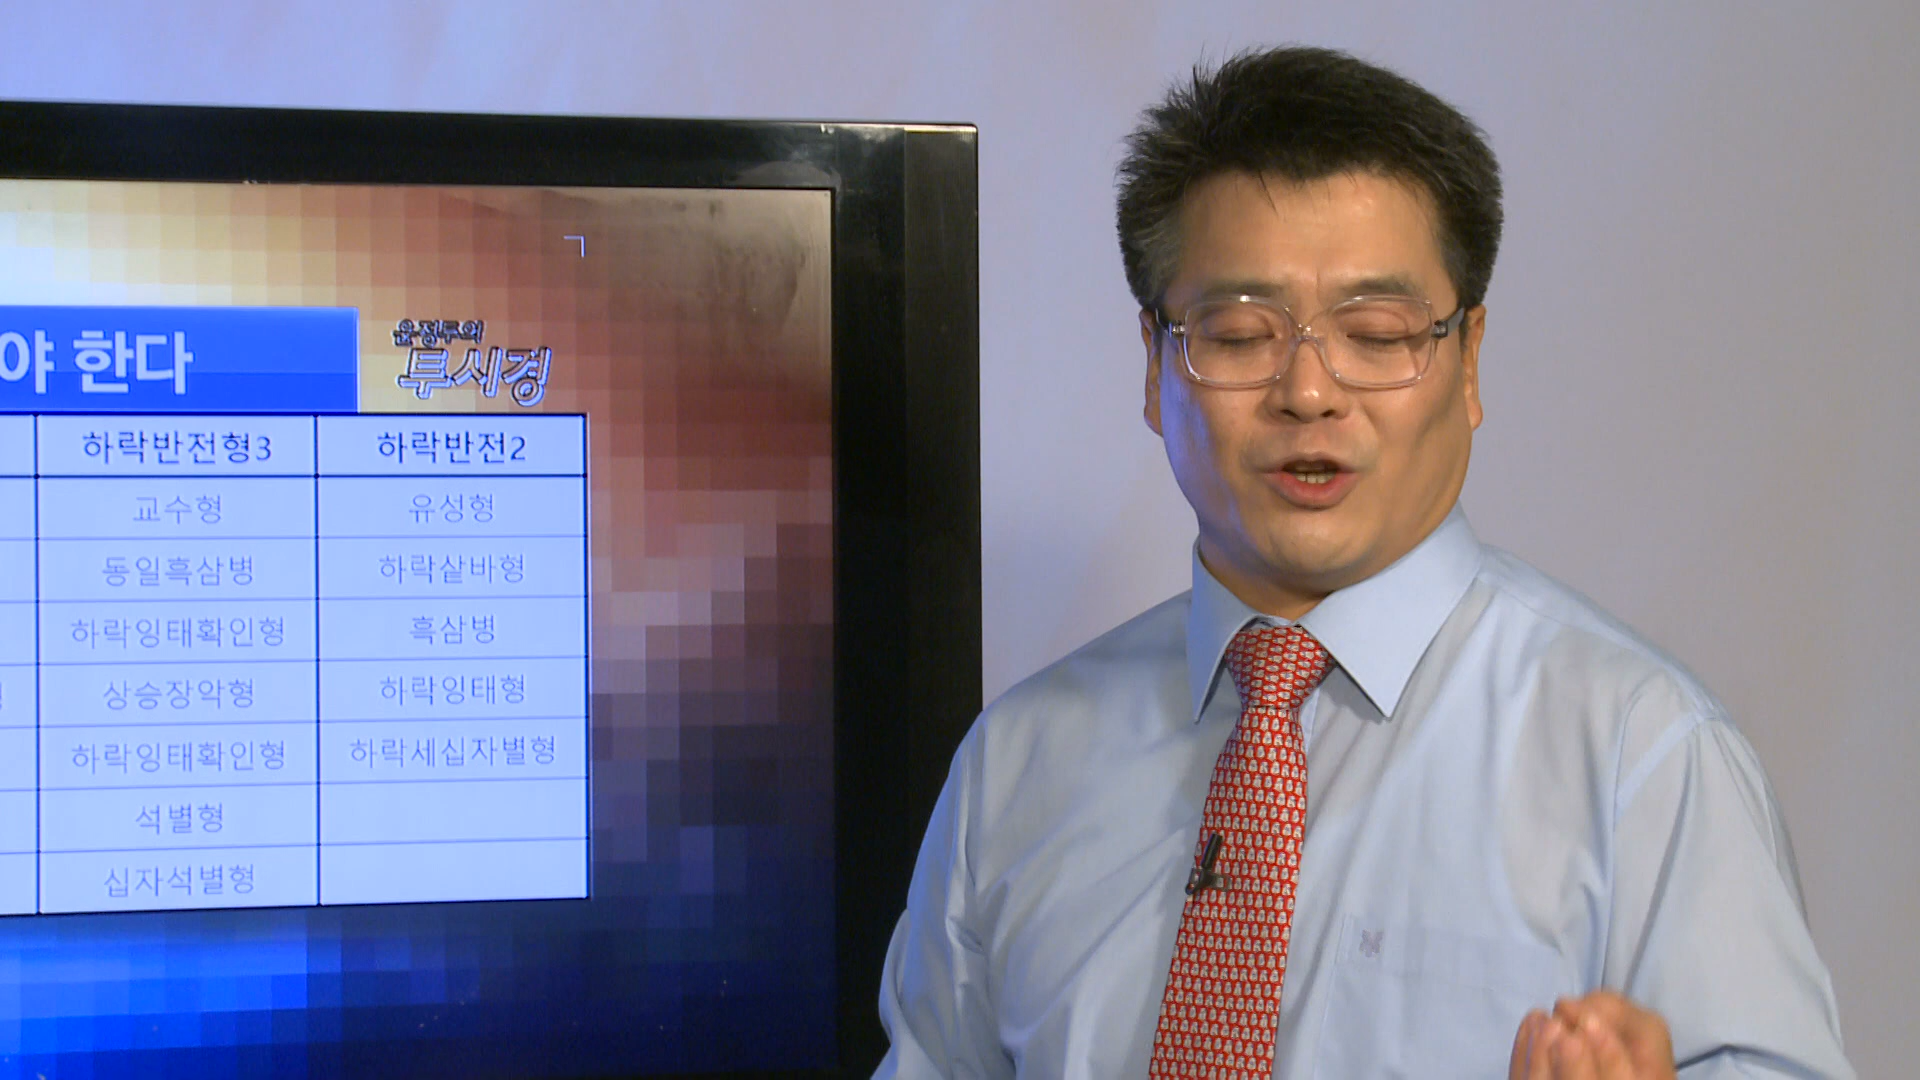 야 한다
윤정두의
투시경
하락반전형3 하락반전2
교수형 유성형
동일흑삼병 하락샅바형
하락잉태확인형 흑삼병
상승장악형 하락잉태형
하락잉태확인형 하락세십자별형
석별형
십자석별형